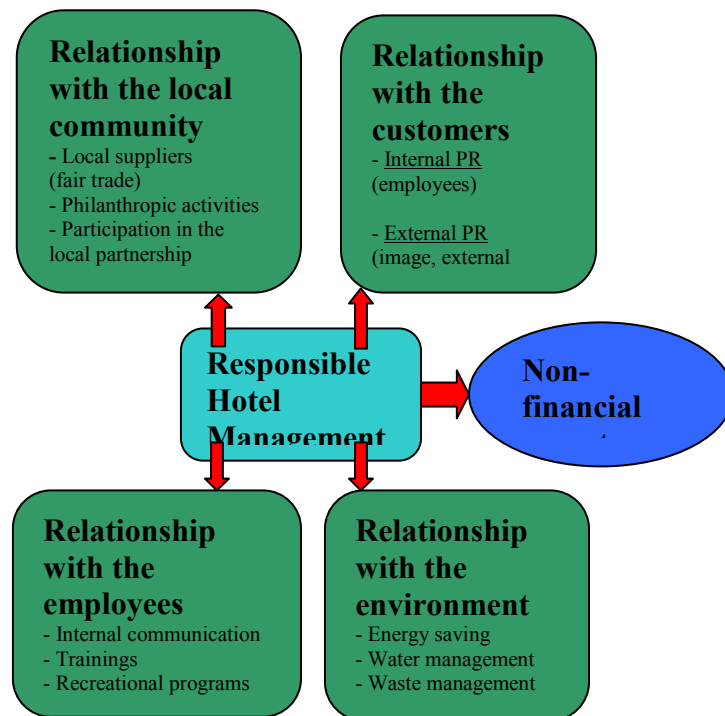 Relationship
with the local
community
- Local suppliers
(fair trade)
- Philanthropic activities
- Participation in the
local partnership
Relationship
with the
customers
- Internal PR
(employees)
- External PR
(image, external
Responsible
Hotel
Management
Non-
financial
Relationship
with the
employees
- Internal communication
- Trainings
- Recreational programs
Relationship
with the
environment
- Energy saving
- Water management
- Waste management